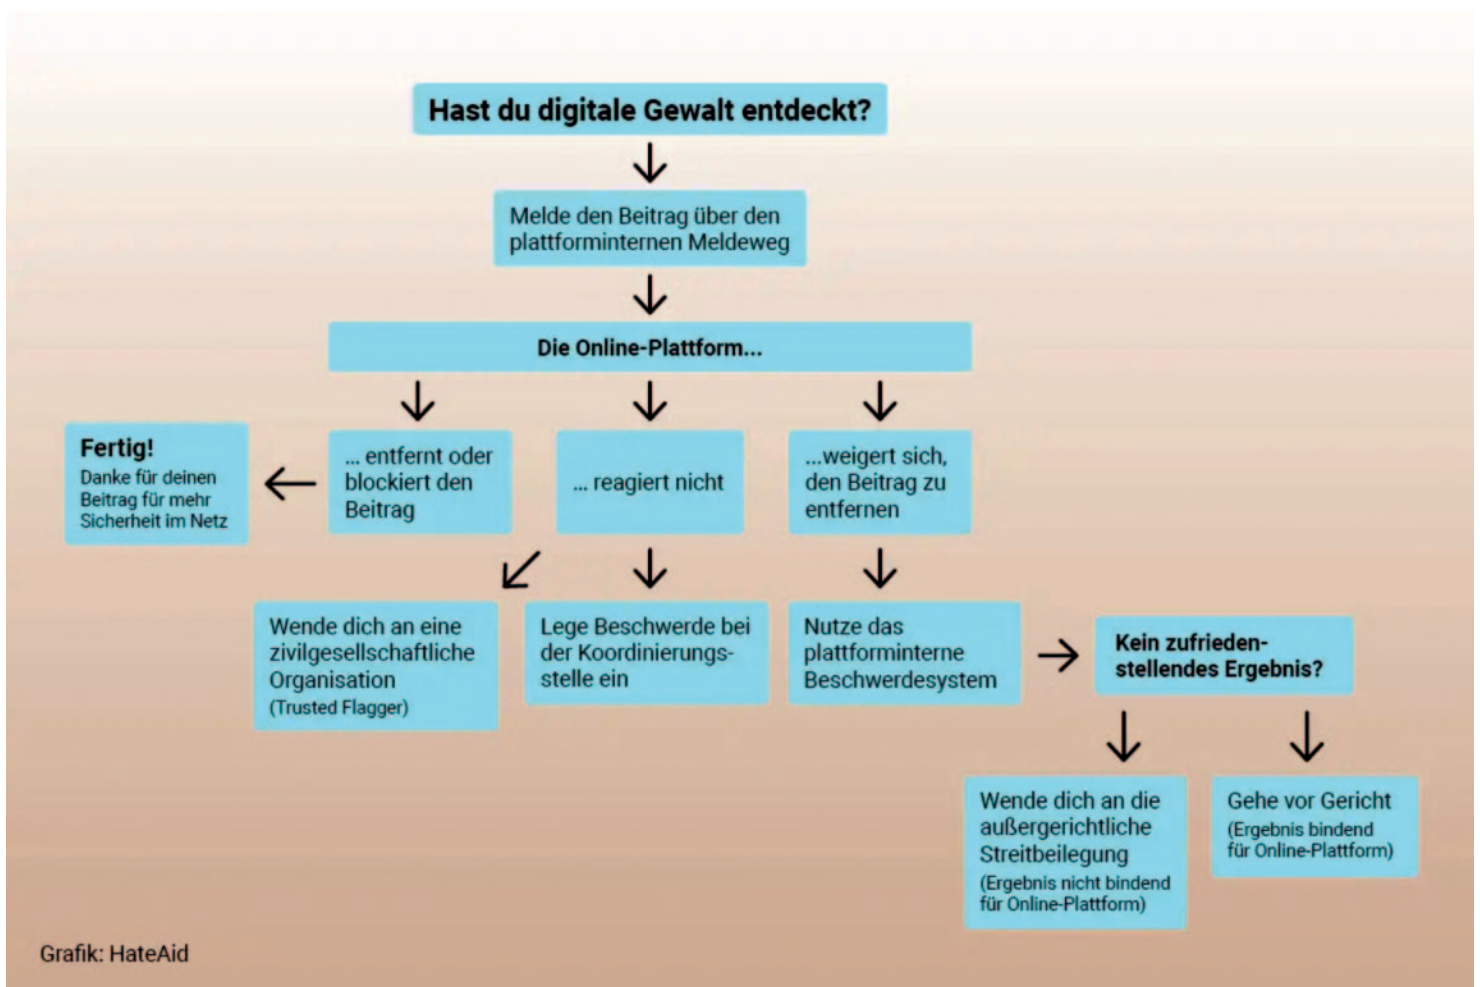 Hast du digitale Gewalt entdeckt?
Melde den Beitrag über den
plattforminternen Meldeweg
Die Online-Plattform...
Fertig!
Danke für deinen
Beitrag für mehr
Sicherheit im Netz
... entfernt oder
blockiert den
Beitrag
... reagiert nicht
...weigert sich,
den Beitrag zu
entfernen
Wende dich an eine
zivilgesellschaftliche
Organisation
(Trusted Flagger)
Lege Beschwerde bei
der Koordinierungs-
stelle ein
Nutze das
plattforminterne
Beschwerdesystem
Kein zufrieden-
stellendes Ergebnis?
Wende dich an die
außergerichtliche
Streitbeilegung
(Ergebnis nicht bindend
für Online-Plattform)
Gehe vor Gericht
(Ergebnis bindend
für Online-Plattform)
Grafik: HateAid